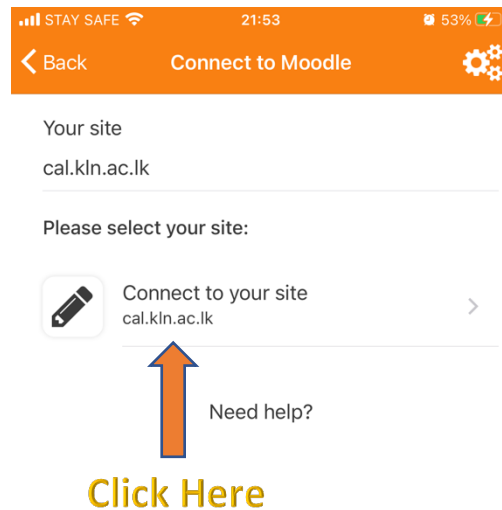 STAY SAFE 21:53 53%
Back Connect to Moodle
Your site
cal.kln.ac.lk
Please select your site:
Connect to your site
cal.kln.ac.lk
Need help?
Click Here